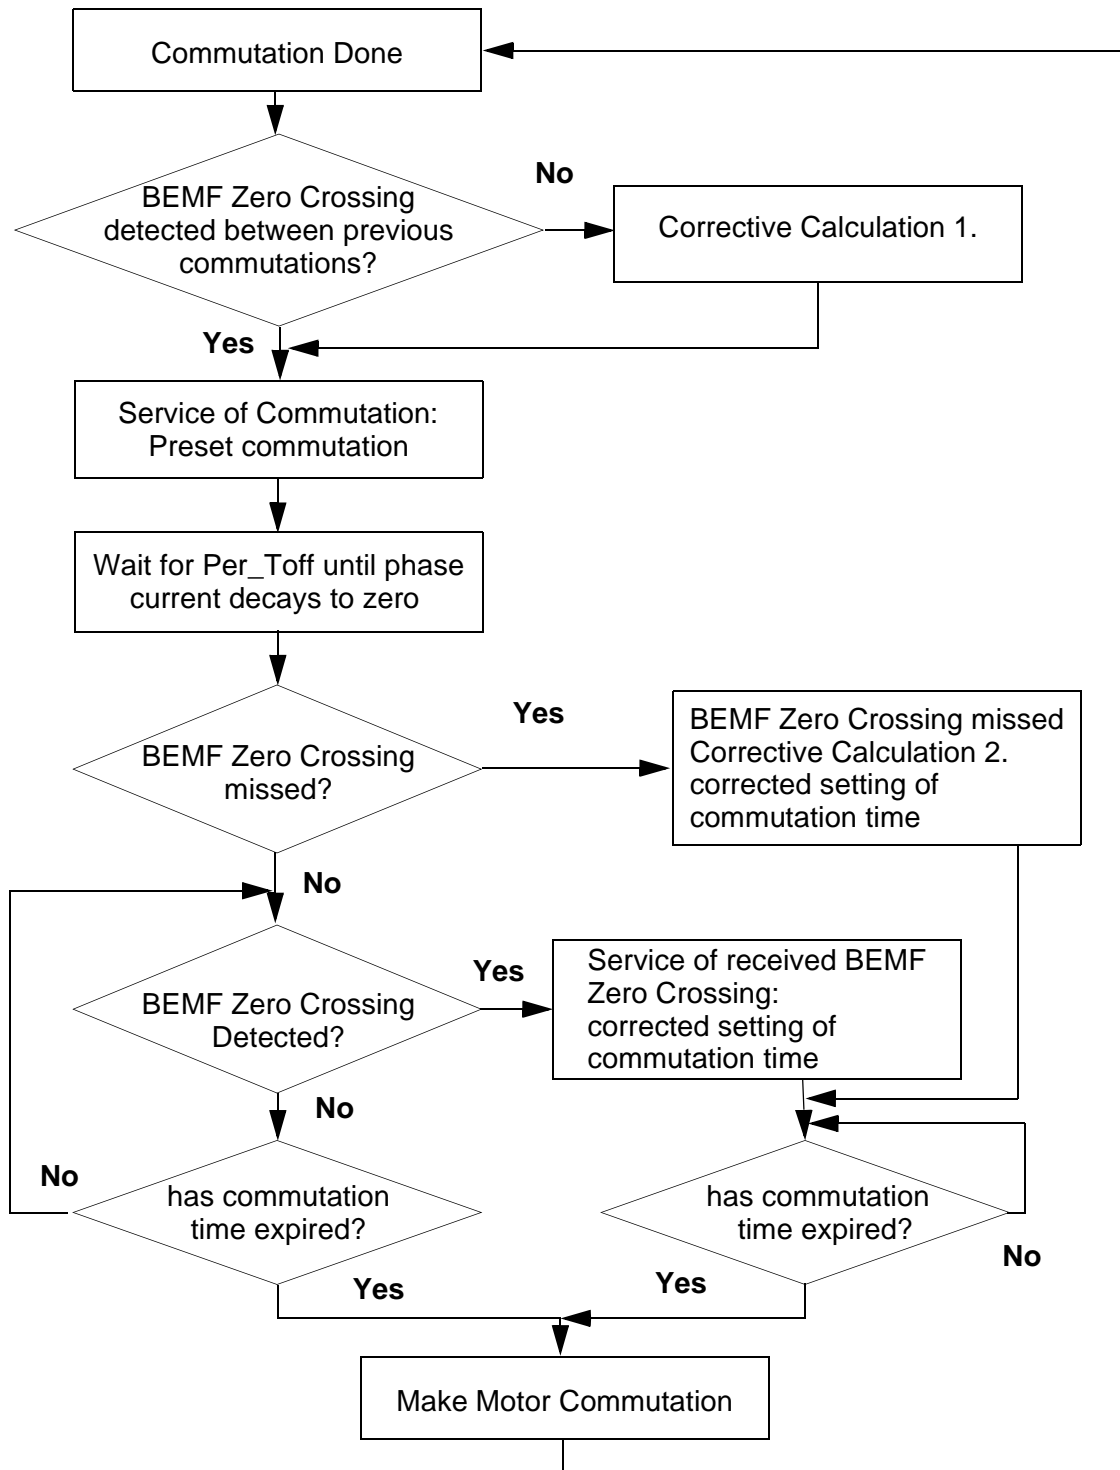 Commutation Done
BEMF Zero Crossing
detected between previous
commutations?
No
Corrective Calculation 1.
Yes
Service of Commutation:
Preset commutation
Wait for Per_Toff until phase
current decays to zero
BEMF Zero Crossing
missed?
Yes
BEMF Zero Crossing missed
Corrective Calculation 2.
corrected setting of
commutation time
No
BEMF Zero Crossing
Detected?
Yes
Service of received BEMF
Zero Crossing:
corrected setting of
commutation time
No
No
has commutation
time expired?
Yes
has commutation
time expired?
No
Yes
Make Motor Commutation